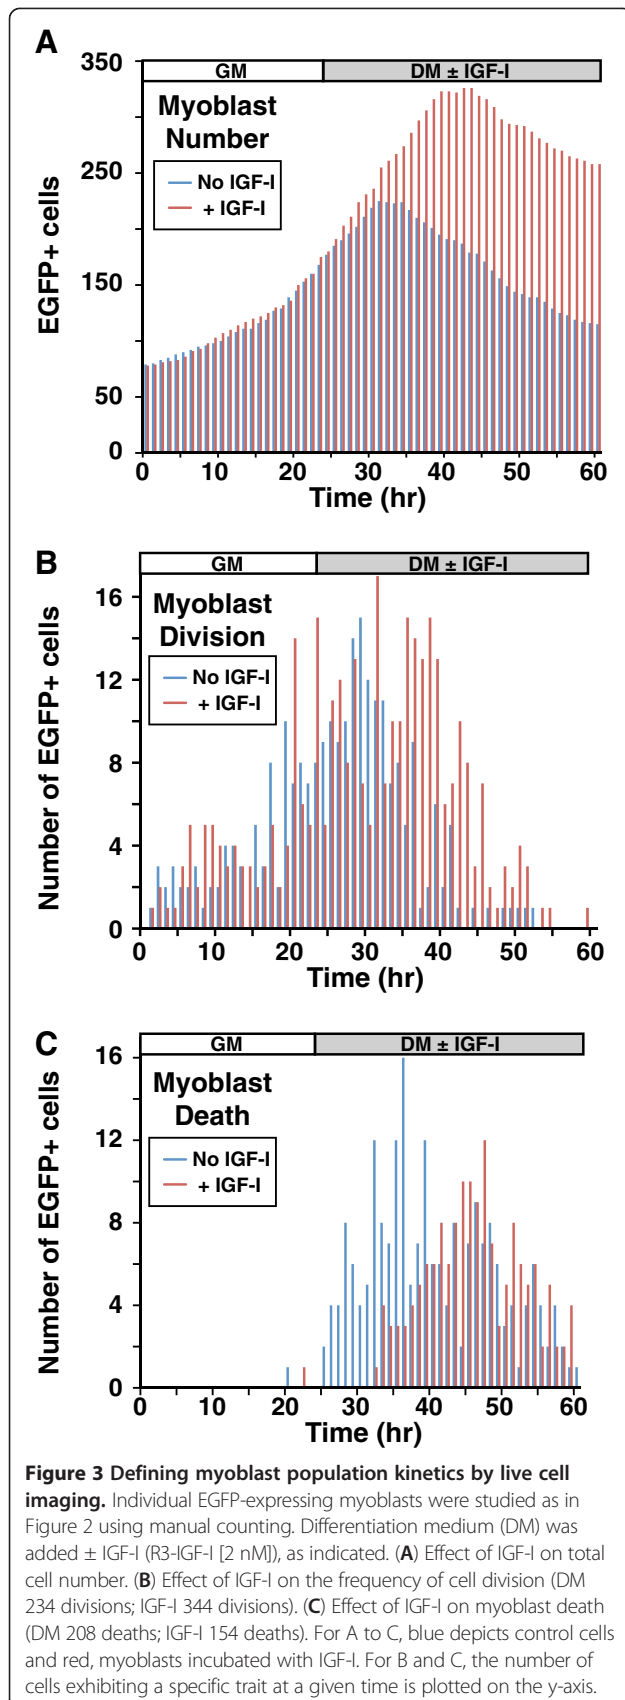 A
350
GM
DM ± IGF-I
Myoblast
Number
No IGF-I
+ IGF-I
250
150
50
0
EGFP+ cells
0 10 20 30 40 50 60
Time (hr)
B
GM
DM ± IGF-I
Myoblast
Division
No IGF-I
+ IGF-I
16
12
8
4
0
Number of EGFP+ cells
0 10 20 30 40 50 60
Time (hr)
C
GM
DM ± IGF-I
Myoblast
Death
No IGF-I
+ IGF-I
16
12
8
4
0
Number of EGFP+ cells
0 10 20 30 40 50 60
Time (hr)
Figure 3 Defining myoblast population kinetics by live cell
imaging. Individual EGFP-expressing myoblasts were studied as in
Figure 2 using manual counting. Differentiation medium (DM) was
added ± IGF-I (R3-IGF-I [2 nM]), as indicated. (A) Effect of IGF-I on total
cell number. (B) Effect of IGF-I on the frequency of cell division (DM
234 divisions; IGF-I 344 divisions). (C) Effect of IGF-I on myoblast death
(DM 208 deaths; IGF-I 154 deaths). For A to C, blue depicts control cells
and red, myoblasts incubated with IGF-I. For B and C, the number of
cells exhibiting a specific trait at a given time is plotted on the y-axis.